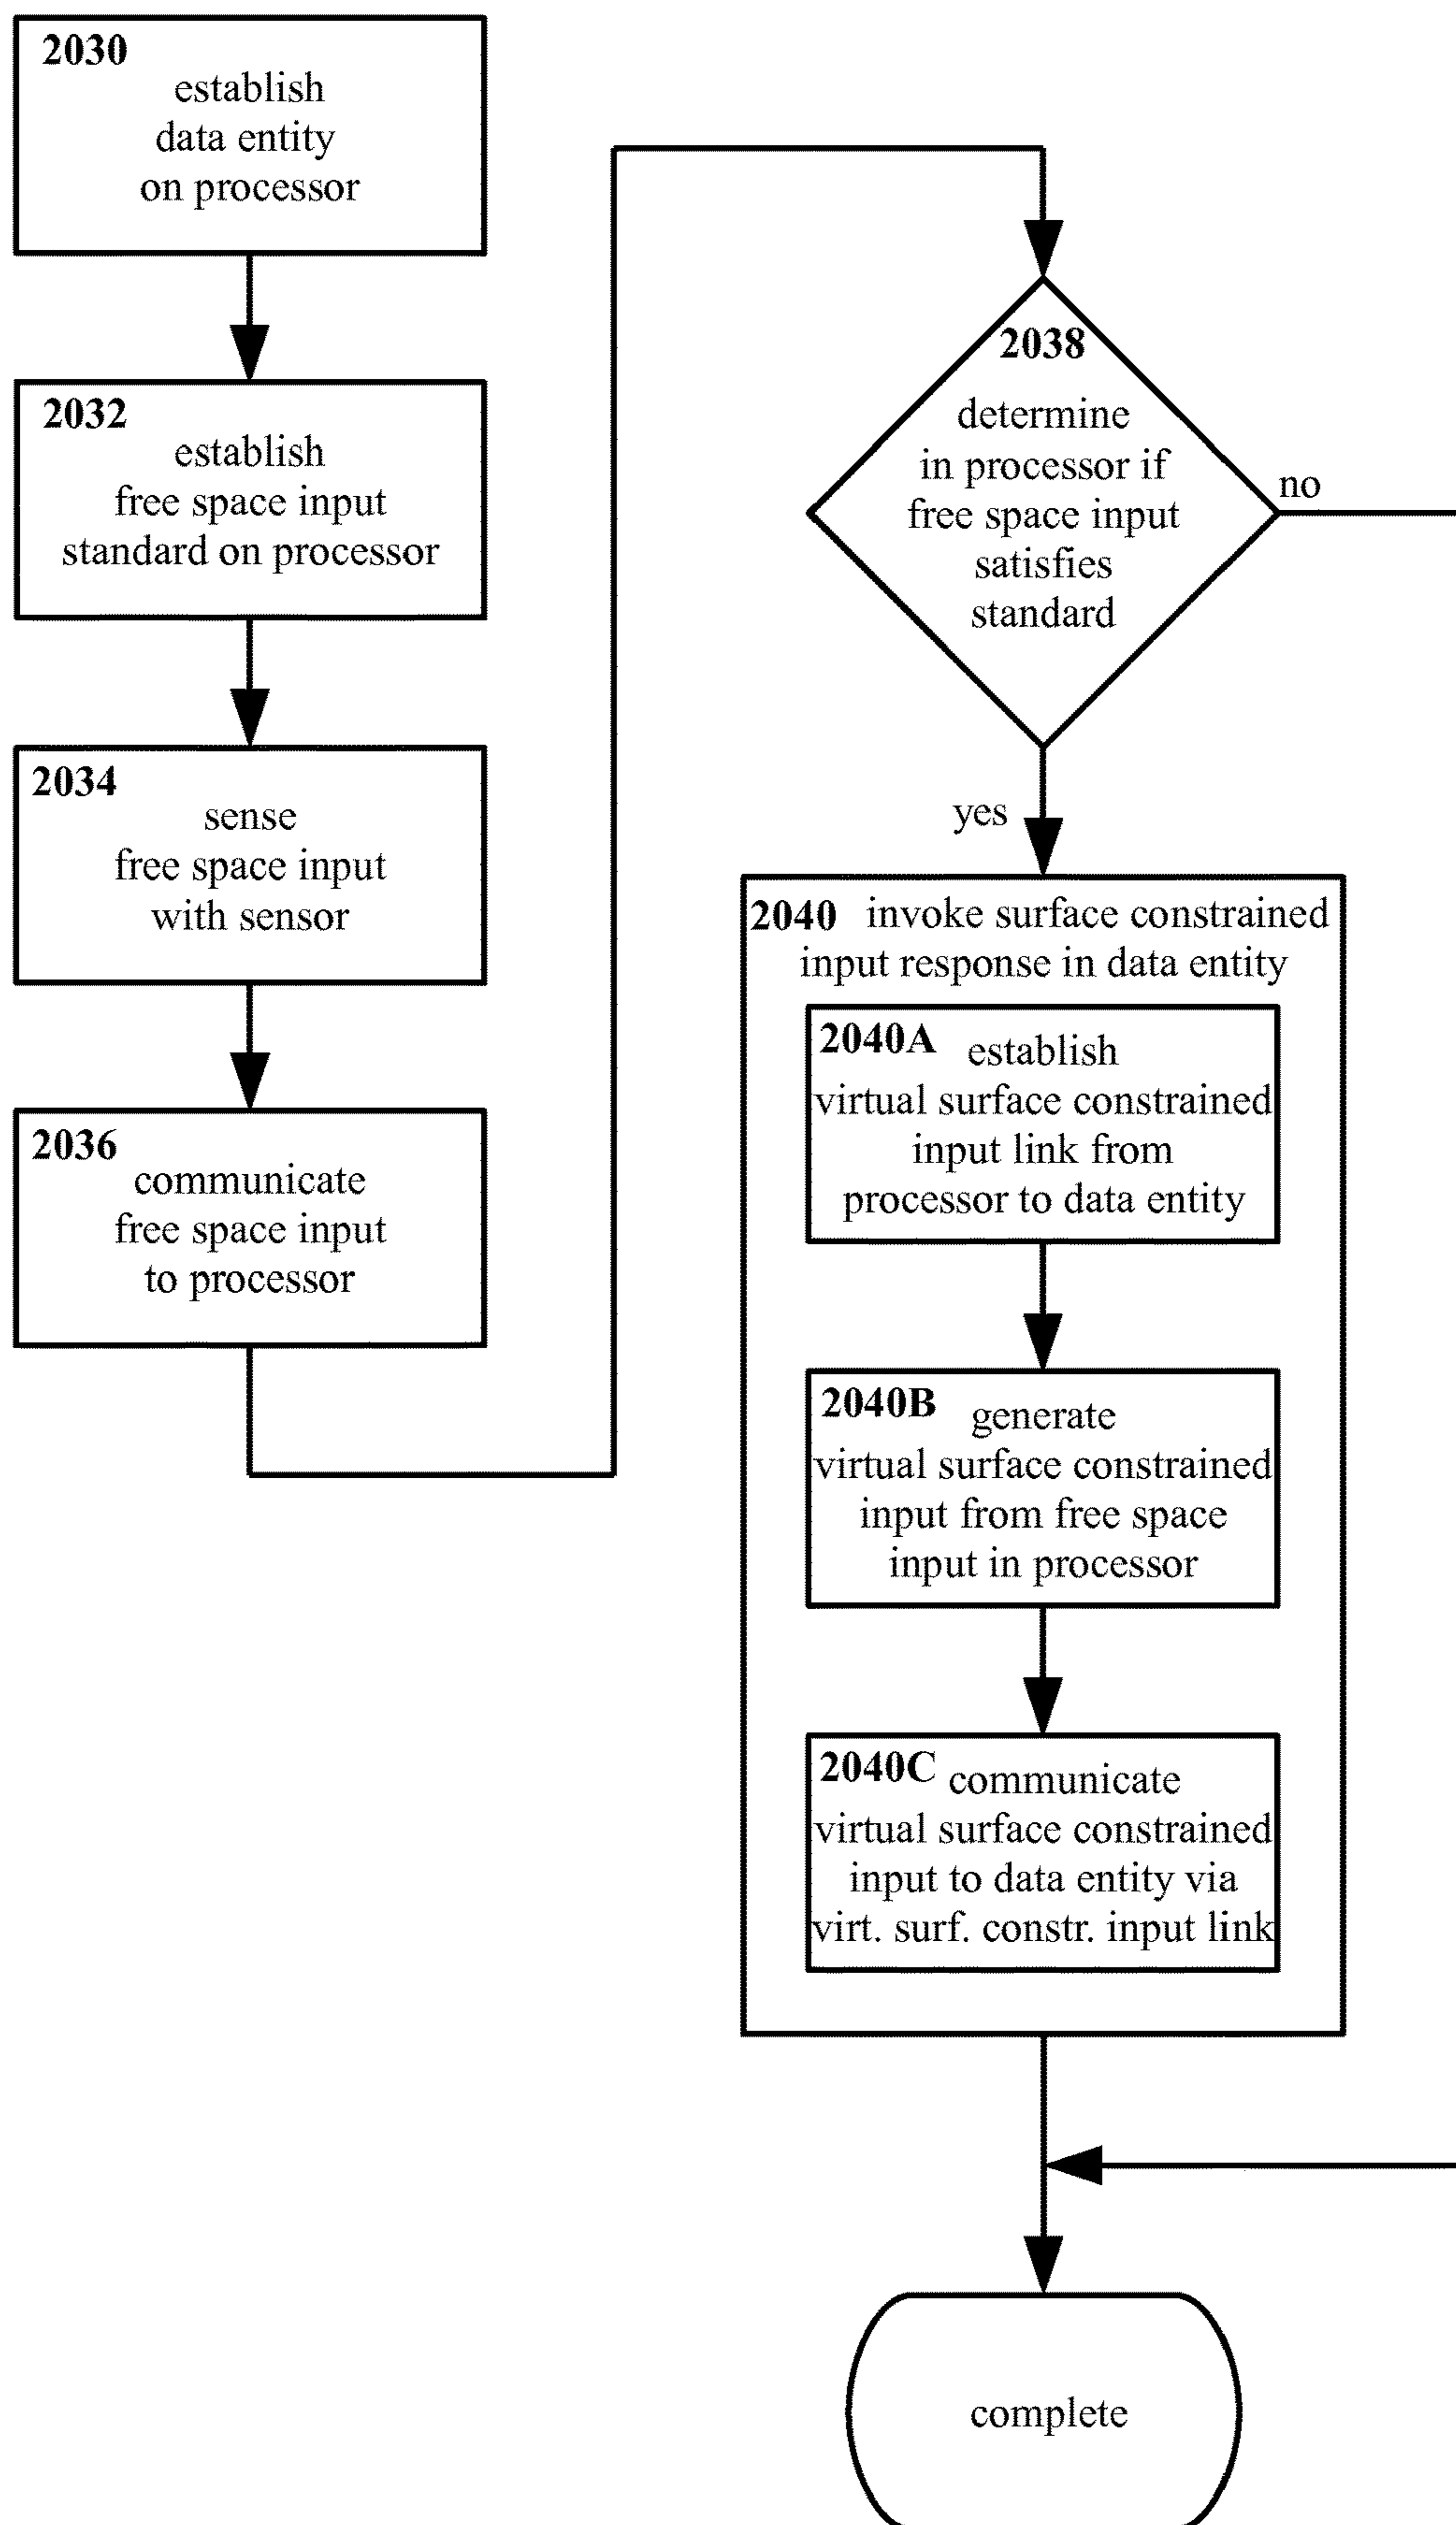 2030
establish
data entity
on processor
2032
establish
free space input
standard on processor
2034
sense
free space input
with sensor
2036
communicate
free space input
to processor
2038
determine
in processor if
free space input
satisfies
standard
no
yes
2040 invoke surface constrained
input response in data entity
2040A establish
virtual surface constrained
input link from
processor to data entity
2040B generate
virtual surface constrained
input from free space
input in processor
2040C communicate
virtual surface constrained
input to data entity via
virt. surf. constr. input link
complete